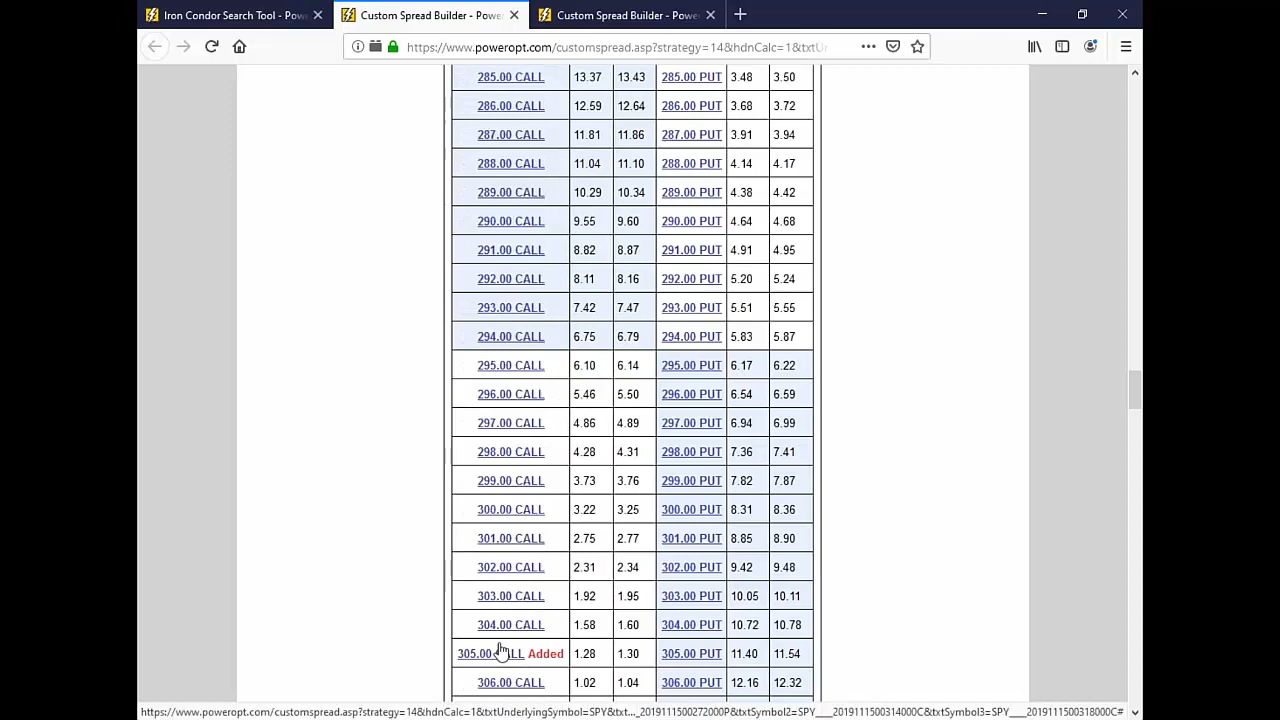 Iron Condor Search Tool - Powe
Custom Spread Builder - Powe
Custom Spread Builder - Powe
https://www.poweropt.com/customspread.asp?strategy=14&hdnCalc=1&txtU
285.00 CALL 13.37 13.43 285.00 PUT 3.48 3.50
286.00 CALL 12.59 12.64 286.00 PUT 3.68 3.72
287.00 CALL 11.81 11.86 287.00 PUT 3.91 3.94
288.00 CALL 11.04 11.10 288.00 PUT 4.14 4.17
289.00 CALL 10.29 10.34 289.00 PUT 4.38 4.42
290.00 CALL 9.55 9.60 290.00 PUT 4.64 4.68
291.00 CALL 8.82 8.87 291.00 PUT 4.91 4.95
292.00 CALL 8.11 8.16 292.00 PUT 5.20 5.24
293.00 CALL 7.42 7.47 293.00 PUT 5.51 5.55
294.00 CALL 6.75 6.79 294.00 PUT 5.83 5.87
295.00 CALL 6.10 6.14 295.00 PUT 6.17 6.22
296.00 CALL 5.46 5.50 296.00 PUT 6.54 6.59
297.00 CALL 4.86 4.89 297.00 PUT 6.94 6.99
298.00 CALL 4.28 4.31 298.00 PUT 7.36 7.41
299.00 CALL 3.73 3.76 299.00 PUT 7.82 7.87
300.00 CALL 3.22 3.25 300.00 PUT 8.31 8.36
301.00 CALL 2.75 2.77 301.00 PUT 8.85 8.90
302.00 CALL 2.31 2.34 302.00 PUT 9.42 9.48
303.00 CALL 1.92 1.95 303.00 PUT 10.05 10.11
304.00 CALL 1.58 1.60 304.00 PUT 10.72 10.78
305.00 CALL Added 1.28 1.30 305.00 PUT 11.40 11.54
306.00 CALL 1.02 1.04 306.00 PUT 12.16 12.32
https://www.poweropt.com/customspread.asp?strategy=14&hdnCalc=1&txtUnderlyingSymbol=SPY&txt…_20191111500272000P&txtSymbol2=SPY___20191111500314000C&txtSymbol3=SPY___20191111500318000C#